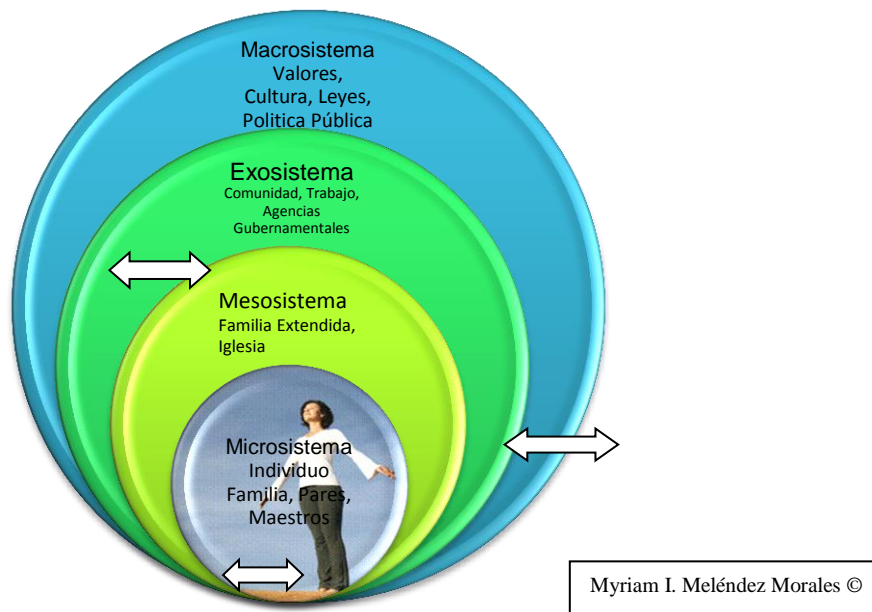 Macrosistema
Valores,
Cultura, Leyes,
Politica Pública
Exosistema
Comunidad, Trabajo,
Agencias
Gubernamentales
Mesosistema
Familia Extendida,
Iglesia
Microsistema
Individuo
Familia, Pares,
Maestros
Myriam I. Meléndez Morales ©